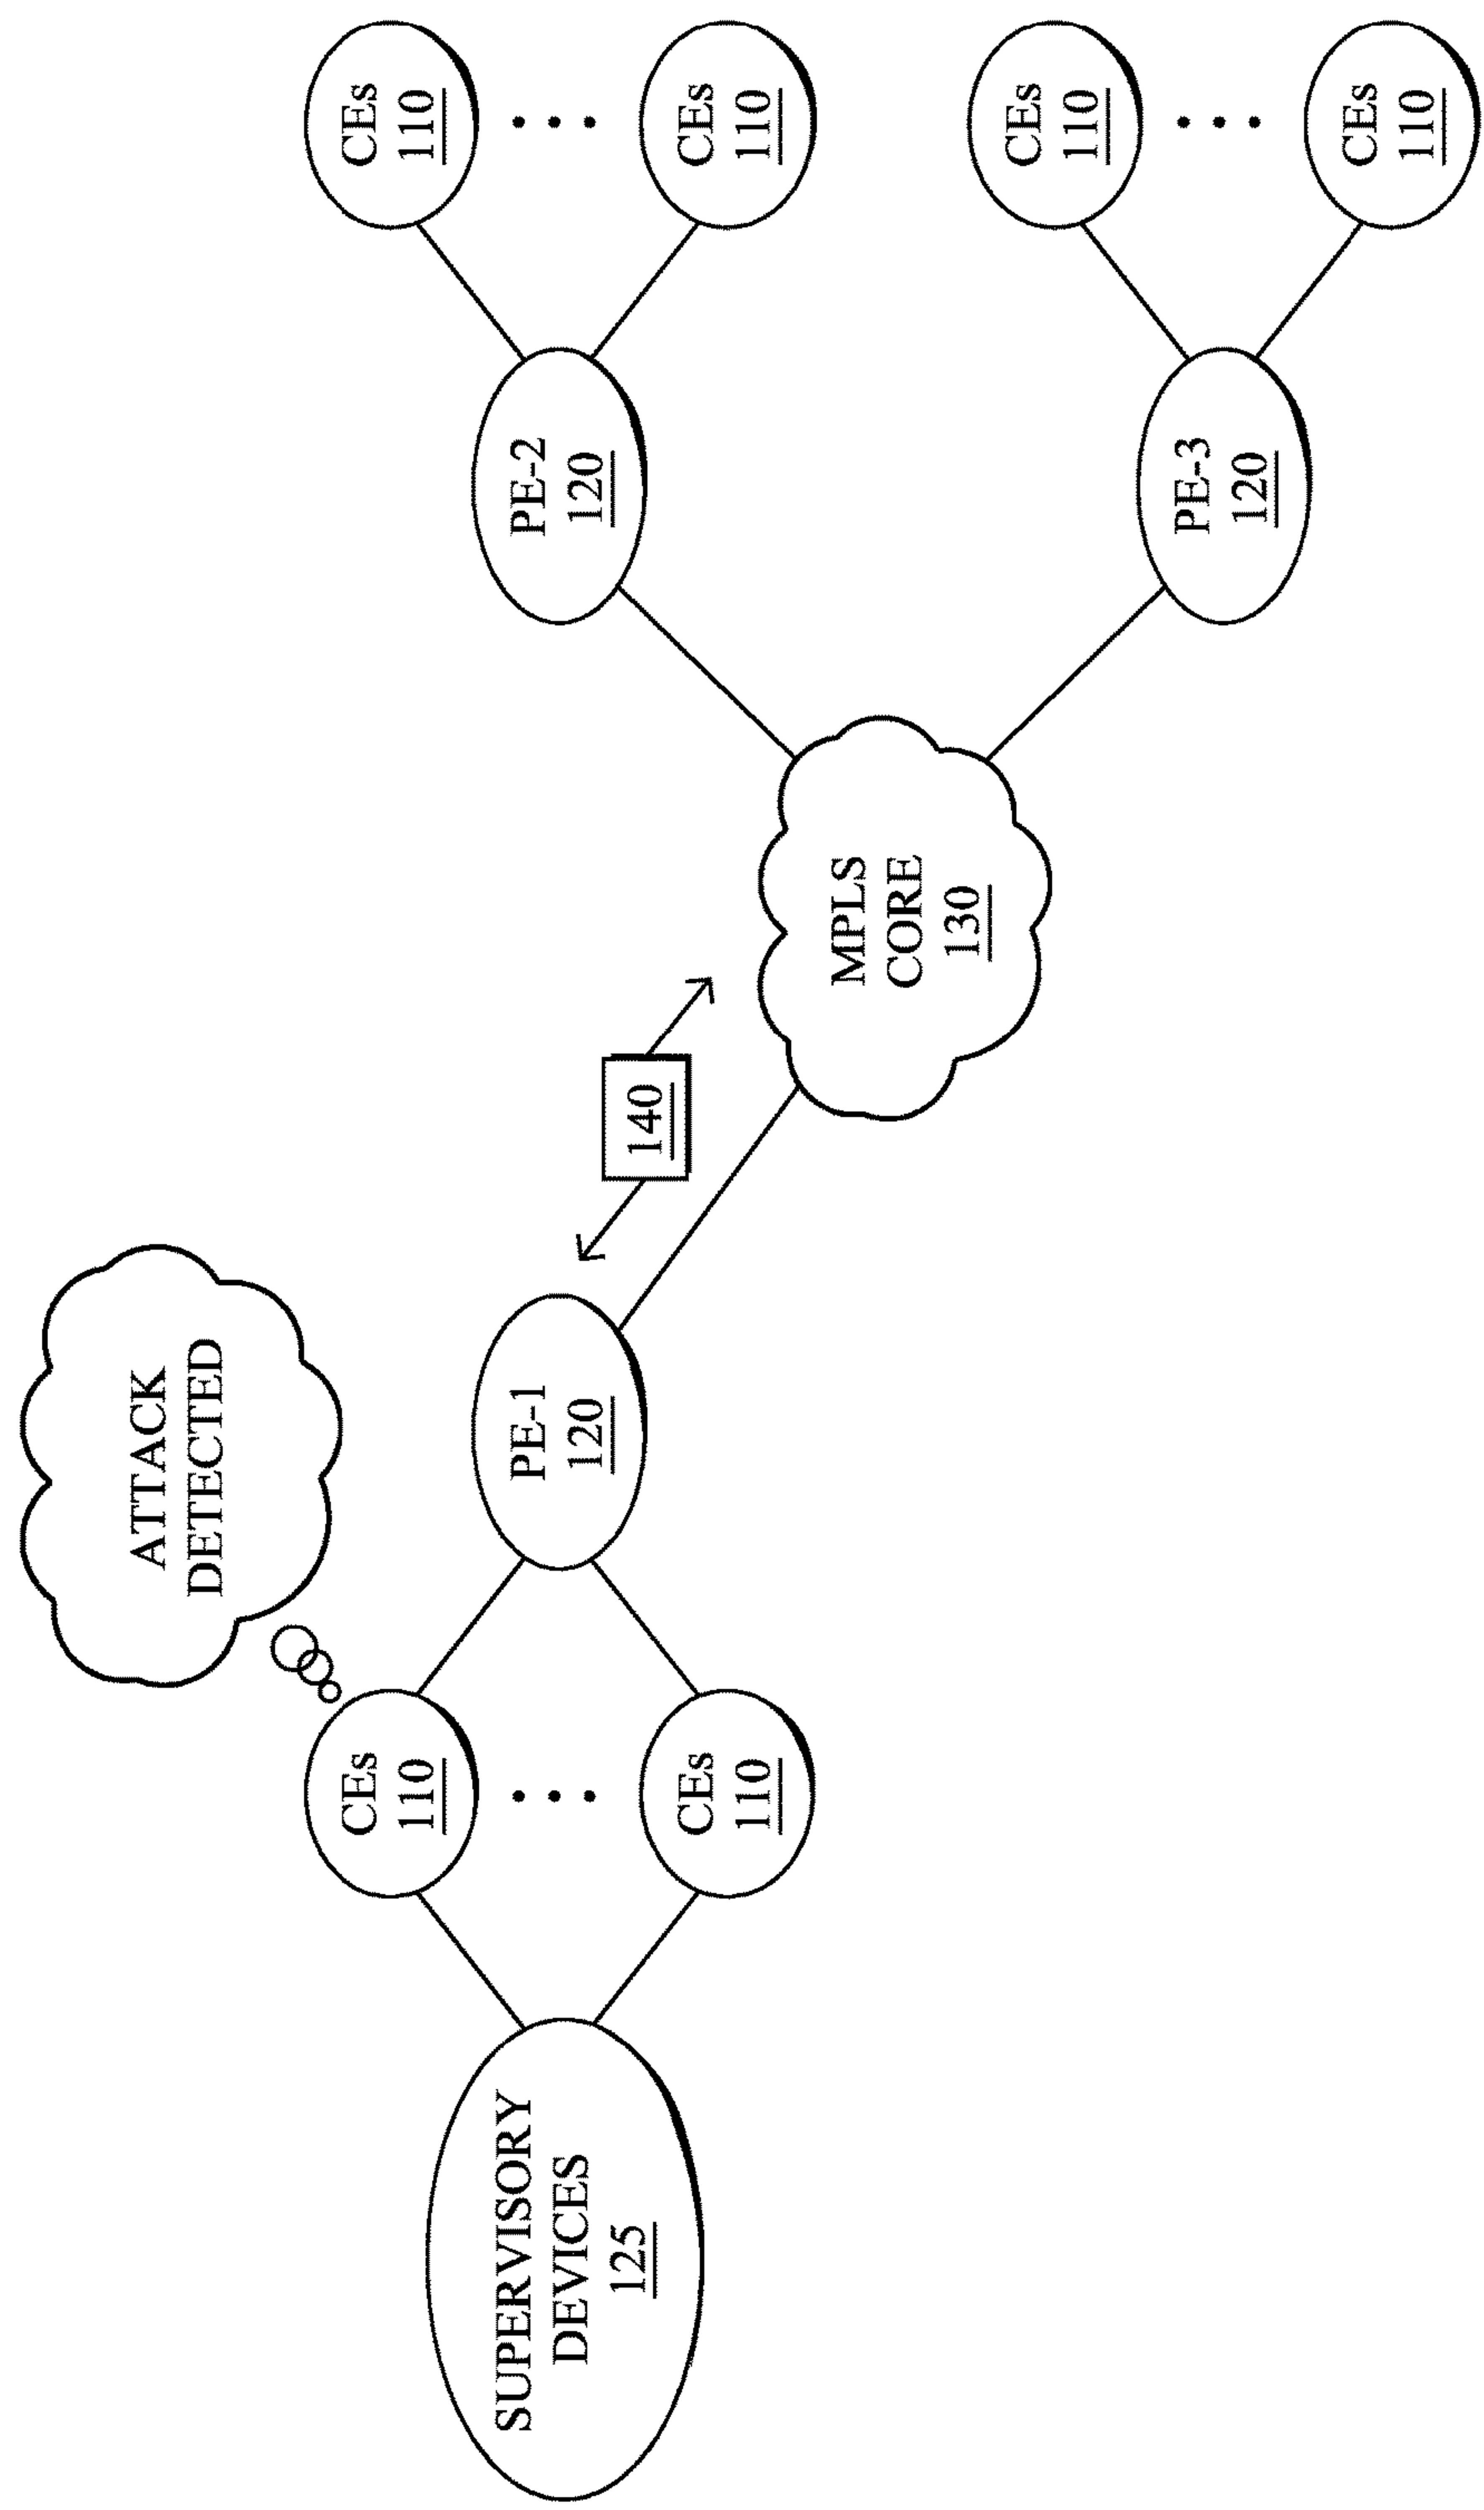 ATTACK
DETECTED
SUPERVISORY
DEVICES
125
CEs
110
CEs
110
PE-1
120
140
MPLS
CORE
130
PE-2
120
CEs
110
CEs
110
PE-3
120
CEs
110
CEs
110